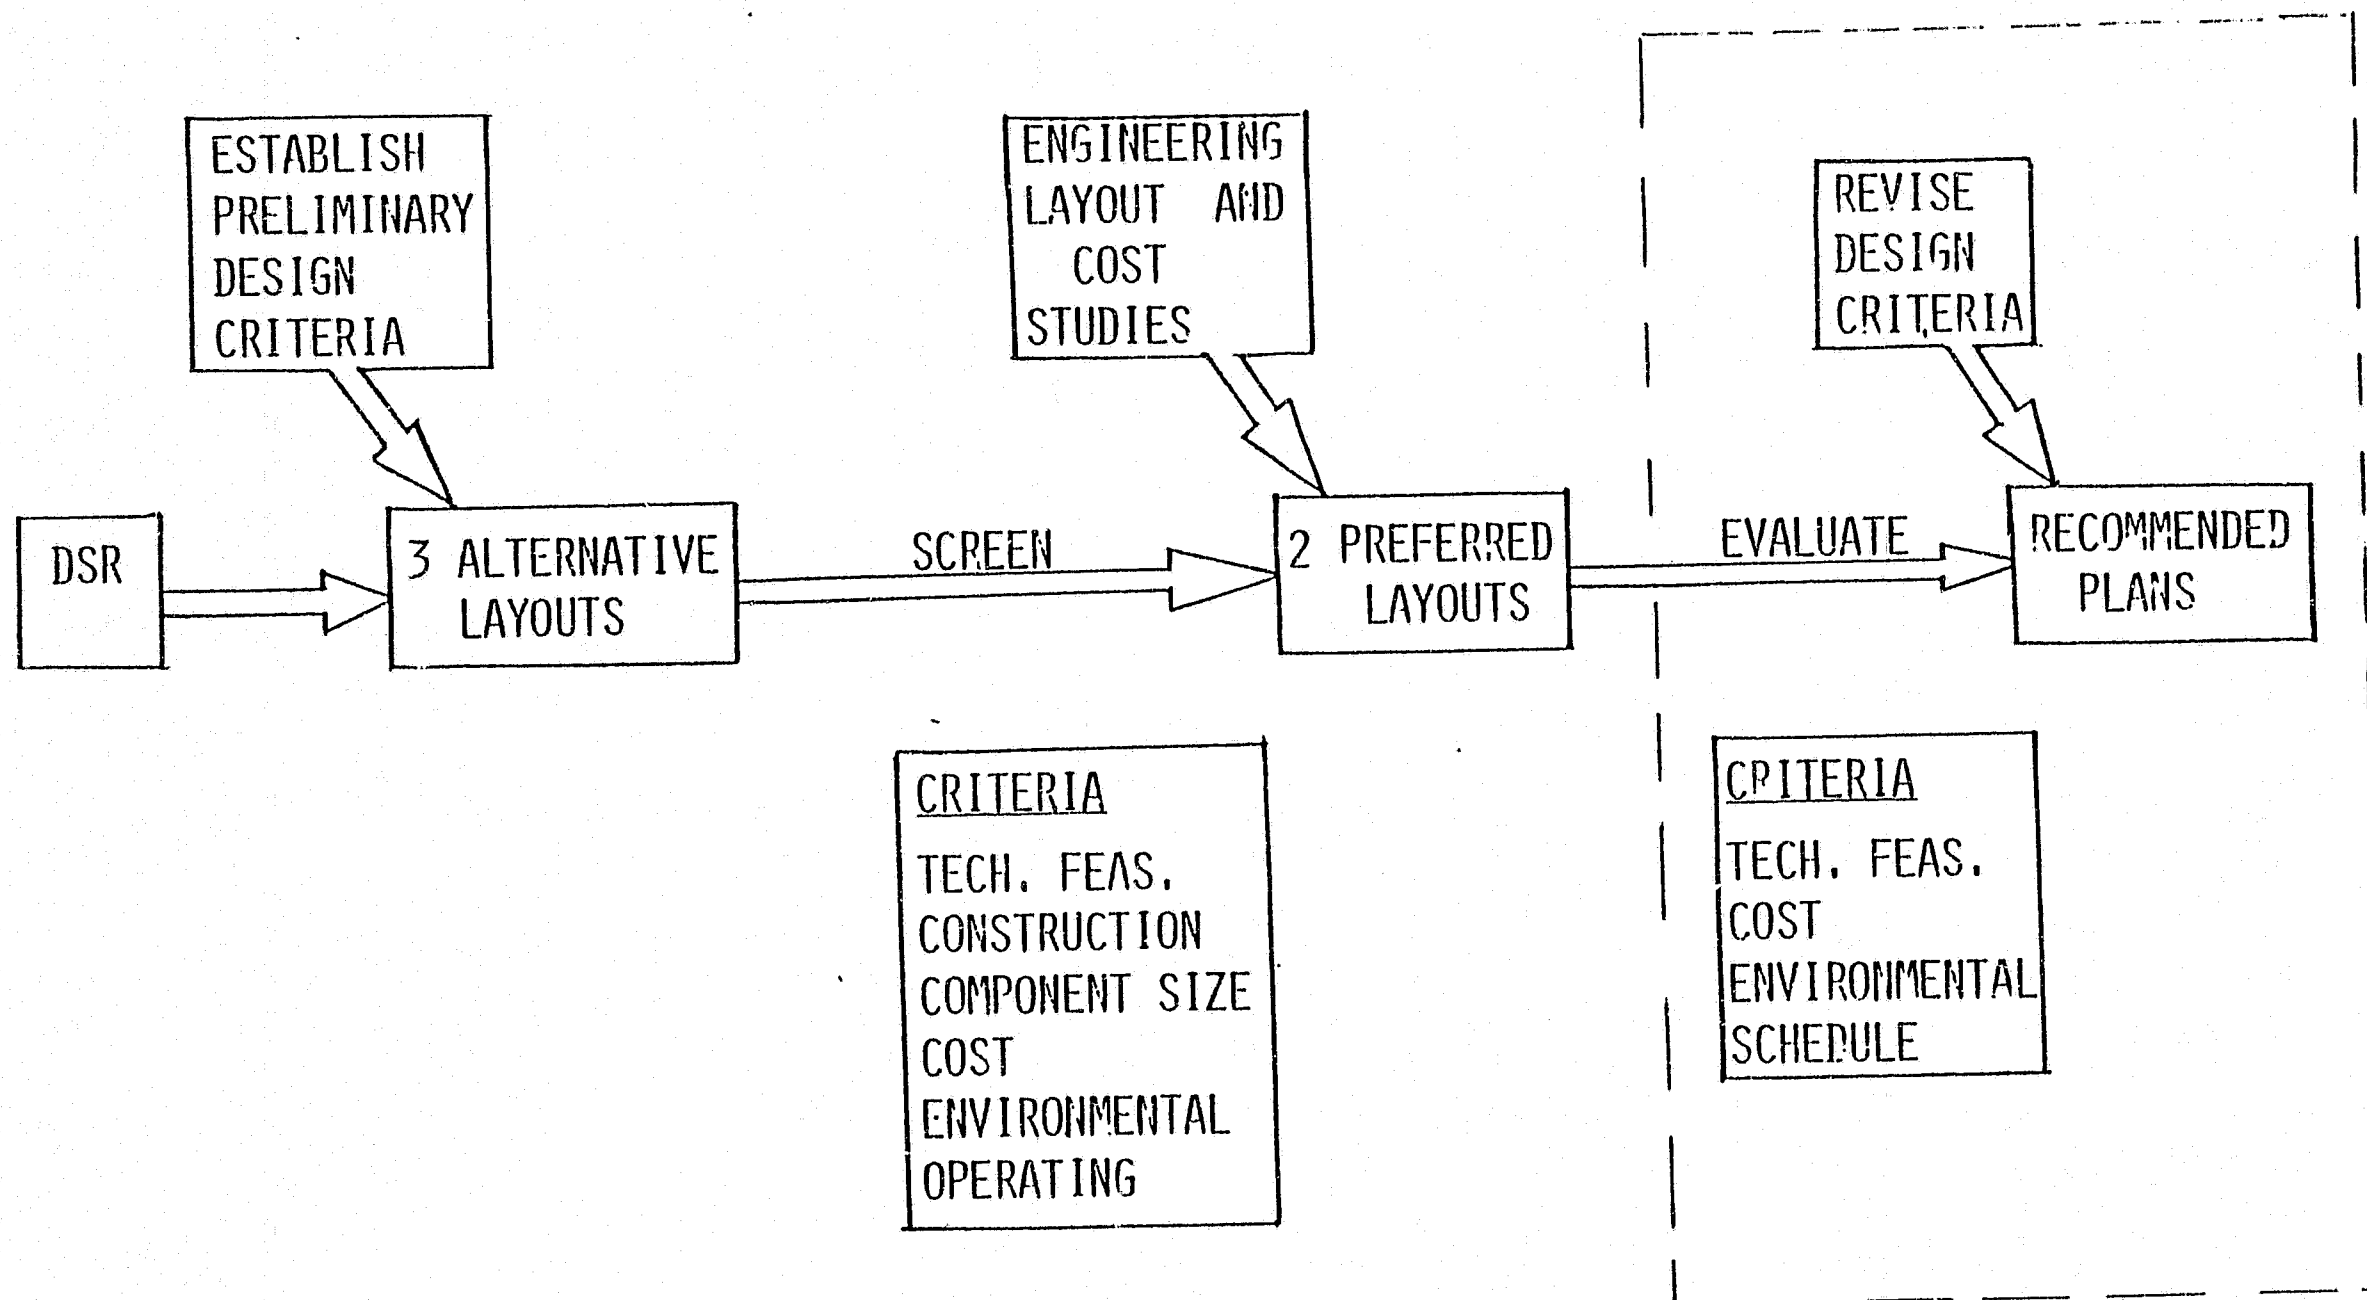 ESTABLISH
PRELIMINARY
DESIGN
CRITERIA
ENGINEERING
LAYOUT AND
COST
STUDIES
REVISE
DESIGN
CRITERIA
DSR
3 ALTERNATIVE
LAYOUTS
SCREEN
2 PREFERRED
LAYOUTS
EVALUATE
RECOMMENDED
PLANS
CRITERIA
TECH. FEAS.
CONSTRUCTION
COMPONENT SIZE
COST
ENVIRONMENTAL
OPERATING
CRITERIA
TECH. FEAS.
COST
ENVIRONMENTAL
SCHEDULE